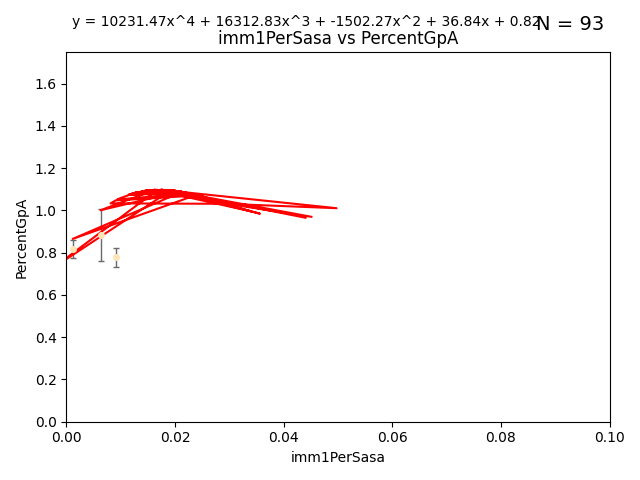 y = 10231.47x^4 + 16312.83x^3 + -1502.27x^2 + 36.84x + 0.82
N = 93
imm1PerSasa vs PercentGpA
1.6
1.4
1.2
1.0
0.8
0.6
0.4
0.2
0.0
PercentGpA
0.00 0.02 0.04 0.06 0.08 0.10
imm1PerSasa